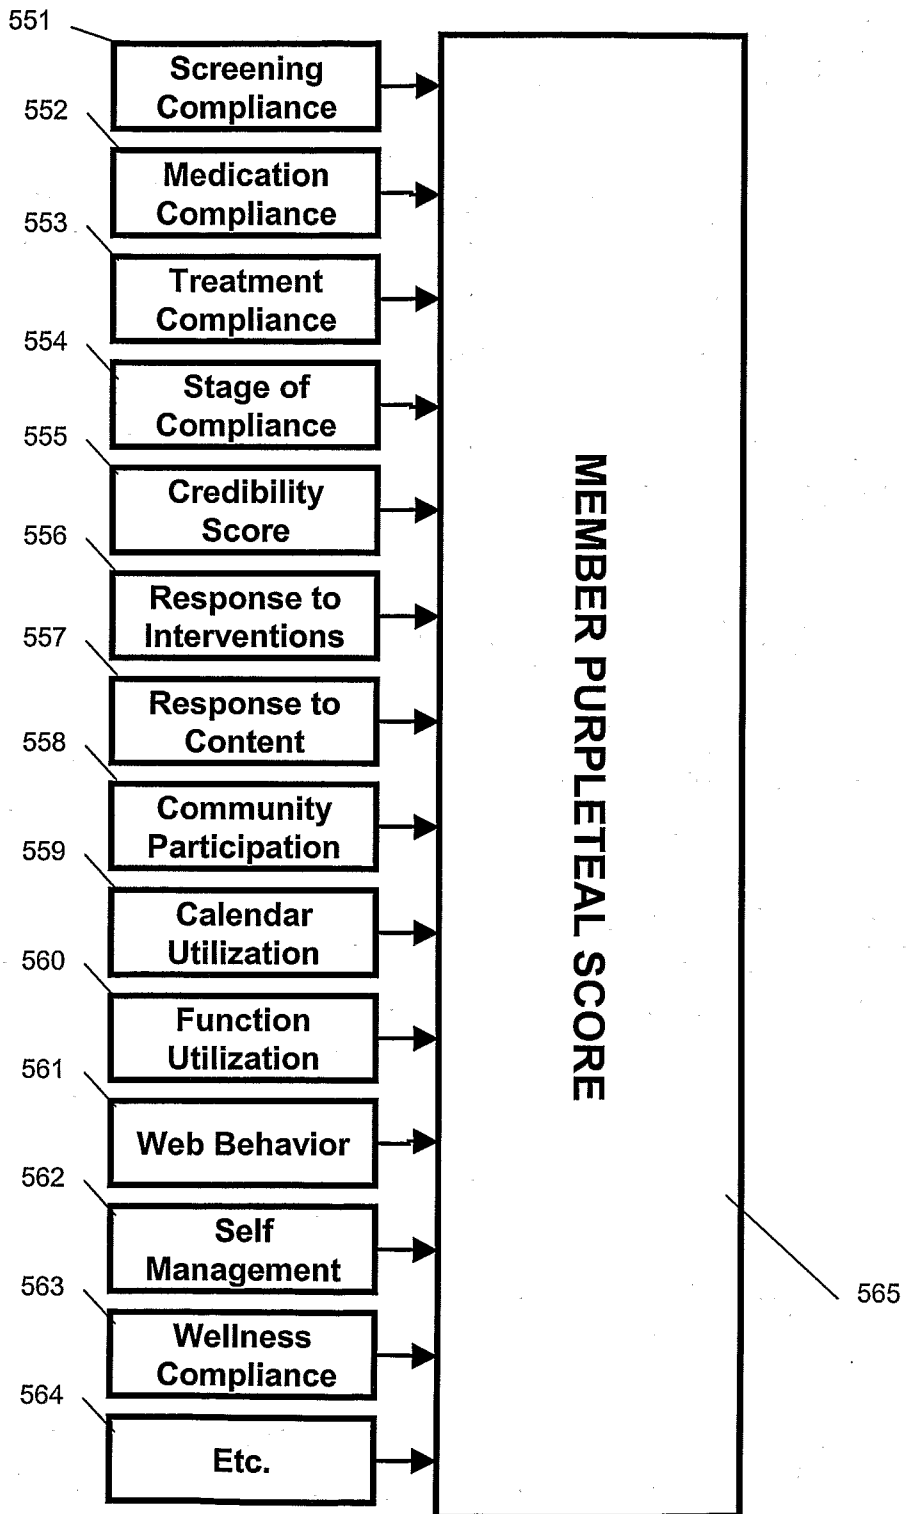 551
Screening
Compliance
552
Medication
Compliance
553
Treatment
Compliance
554
Stage of
Compliance
555
Credibility
Score
556
Response to
Interventions
557
Response to
Content
558
Community
Participation
559
Calendar
Utilization
560
Function
Utilization
561
Web Behavior
562
Self
Management
563
Wellness
Compliance
564
Etc.
MEMBER PURPLETEAL SCORE
565